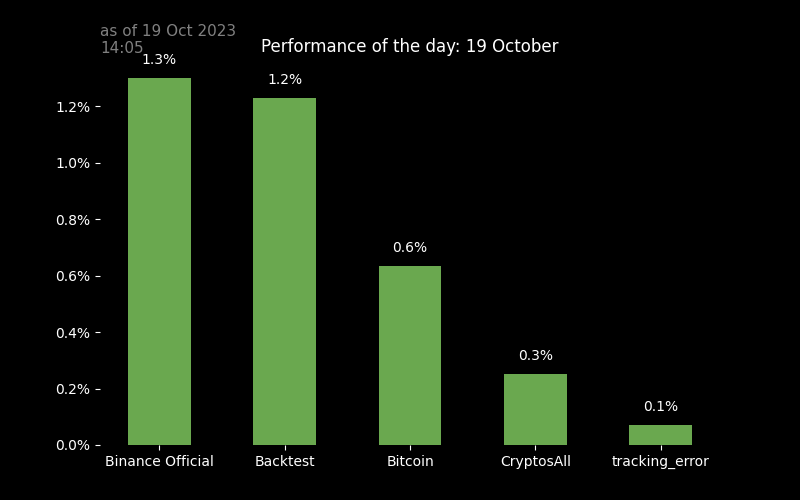 as of 19 Oct 2023
14:05
Performance of the day: 19 October
1.3%
1.2%
0.6%
0.3%
0.1%
1.2%
1.0%
0.8%
0.6%
0.4%
0.2%
0.0%
Binance Official
Backtest
Bitcoin
CryptosAll
tracking_error